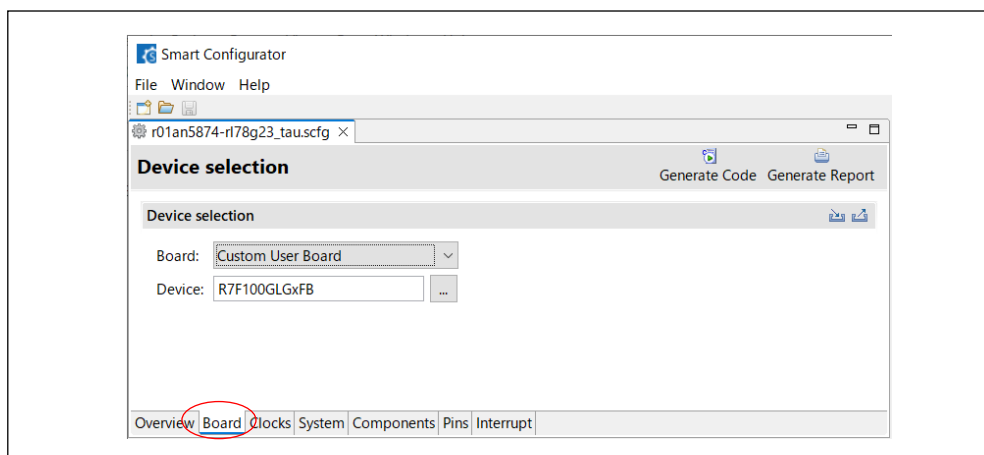 Smart Configurator
File Window Help
r01an5874-rl78g23_tau.scfg
Device selection
Generate Code Generate Report
Device selection
Board: Custom User Board
Device: R7F100GLGxFB ...
Overview Board Clocks System Components Pins Interrupt